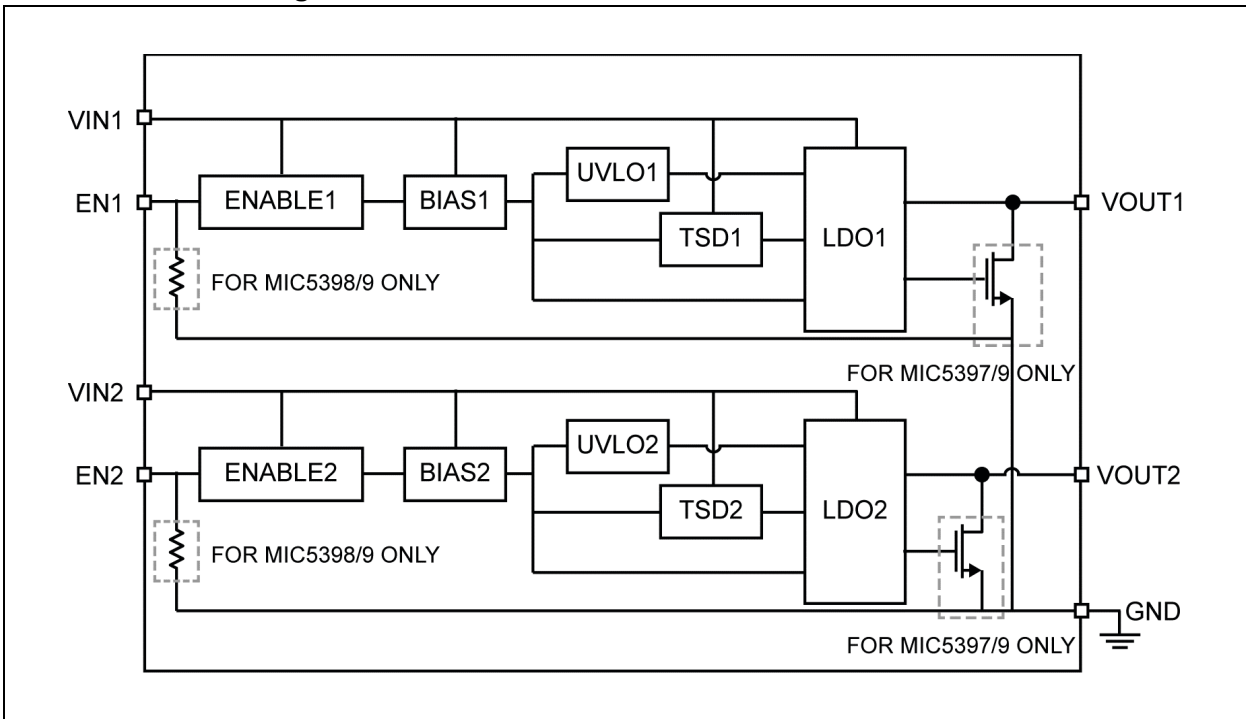 VIN1
EN1
ENABLE1
BIAS1
UVLO1
TSD1
LDO1
VOUT1
FOR MIC5398/9 ONLY
FOR MIC5397/9 ONLY
VIN2
EN2
ENABLE2
BIAS2
UVLO2
TSD2
LDO2
VOUT2
FOR MIC5398/9 ONLY
GND
FOR MIC5397/9 ONLY